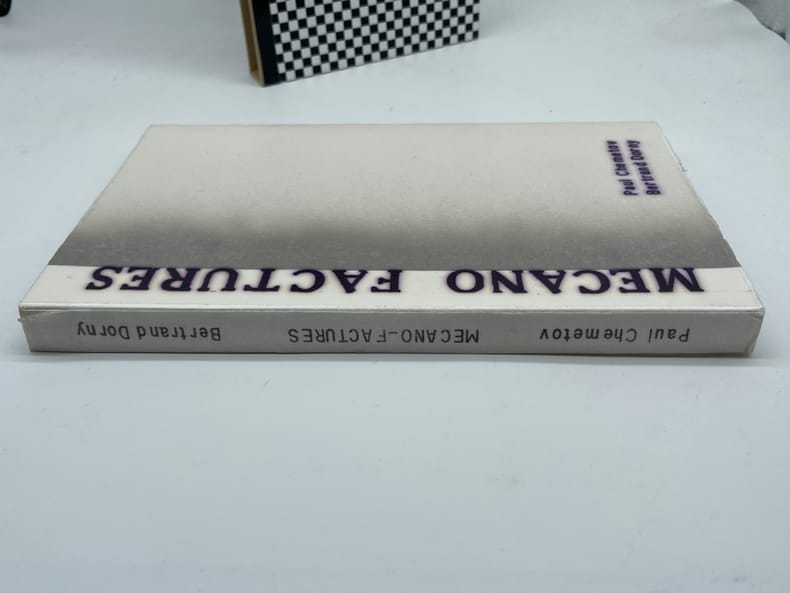 Paul Chemetov
Bertrand Dorny
MECANO FACTURES
Paul Chemetov MECANO-FACTURES Bertrand Dorny